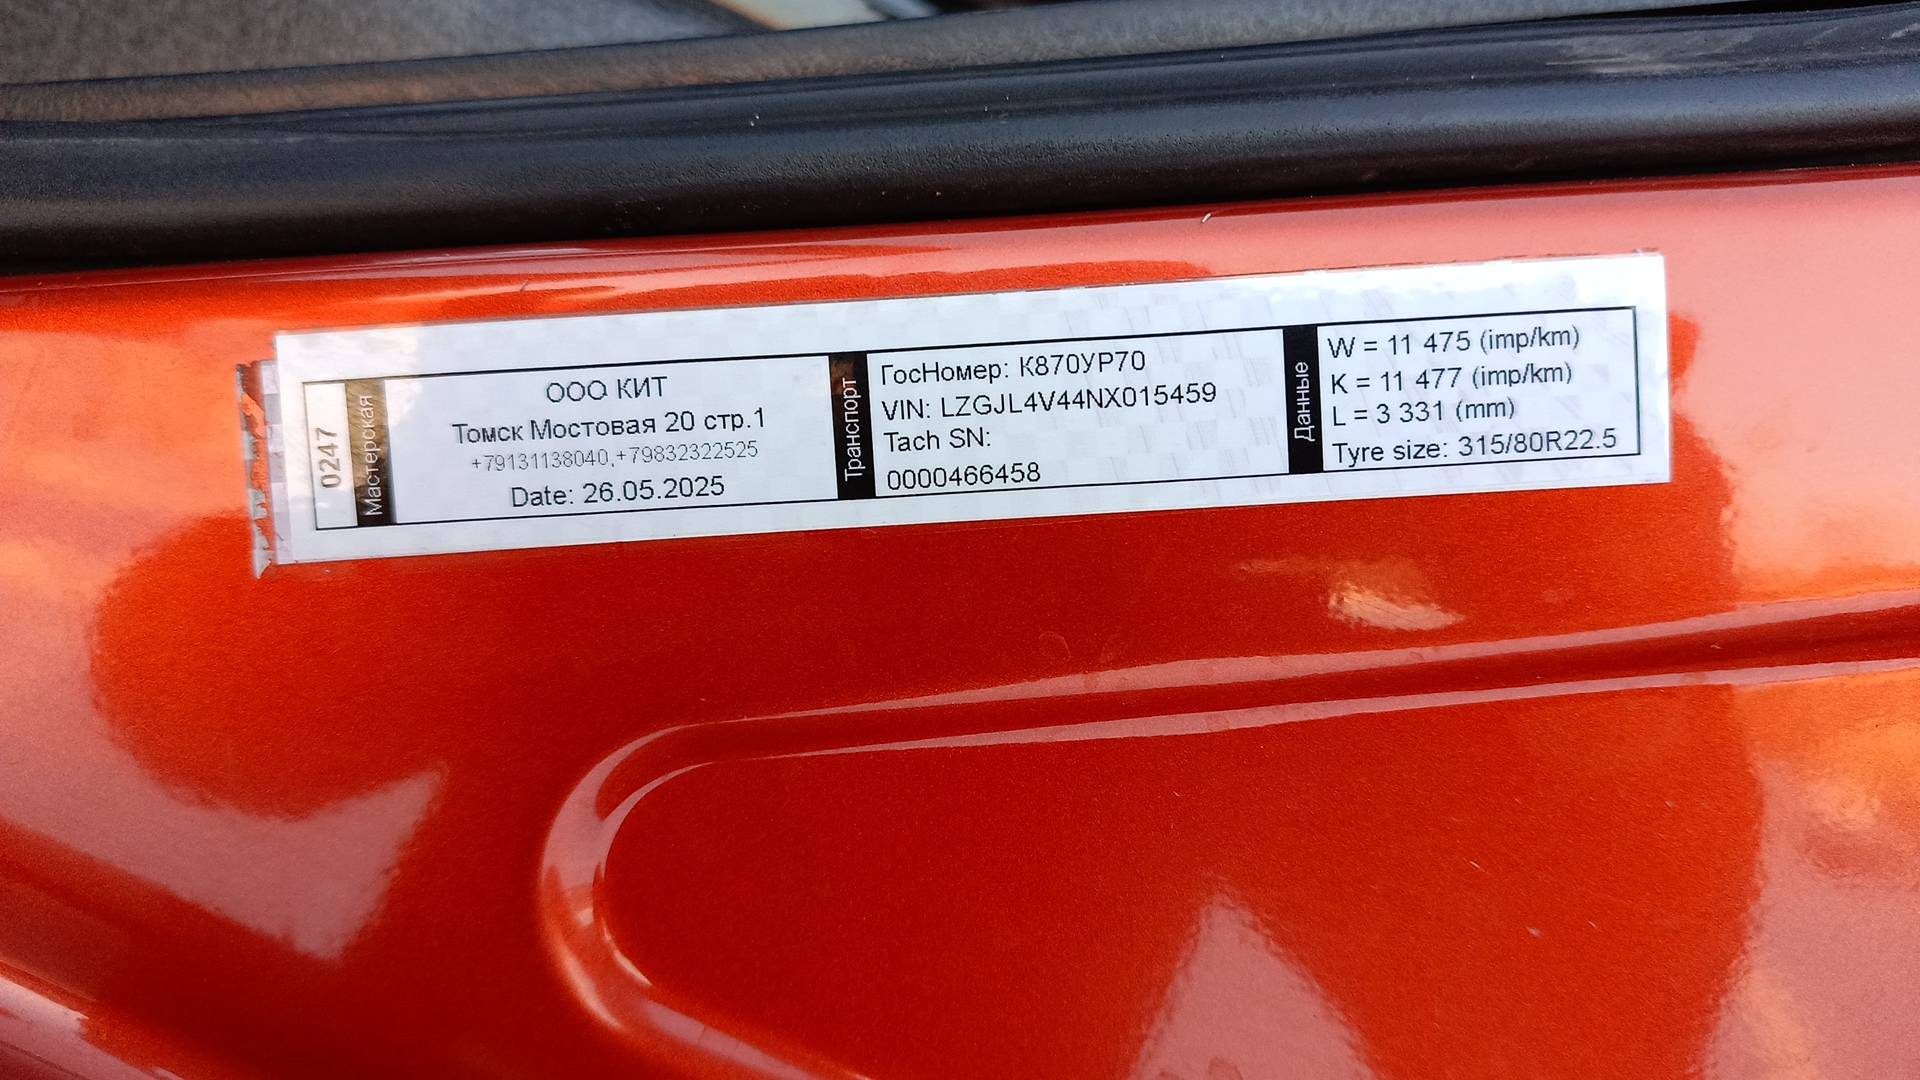 0247
Мастерская
ООО КИТ
Томск Мостовая 20 стр.1
+79131138040,+79832322525
Date: 26.05.2025
Транспорт
ГосНомер: К870УР70
VIN: LZGJL4V44NX015459
Tach SN:
0000466458
Данные
W = 11 475 (imp/km)
K = 11 477 (imp/km)
L = 3 331 (mm)
Tyre size: 315/80R22.5